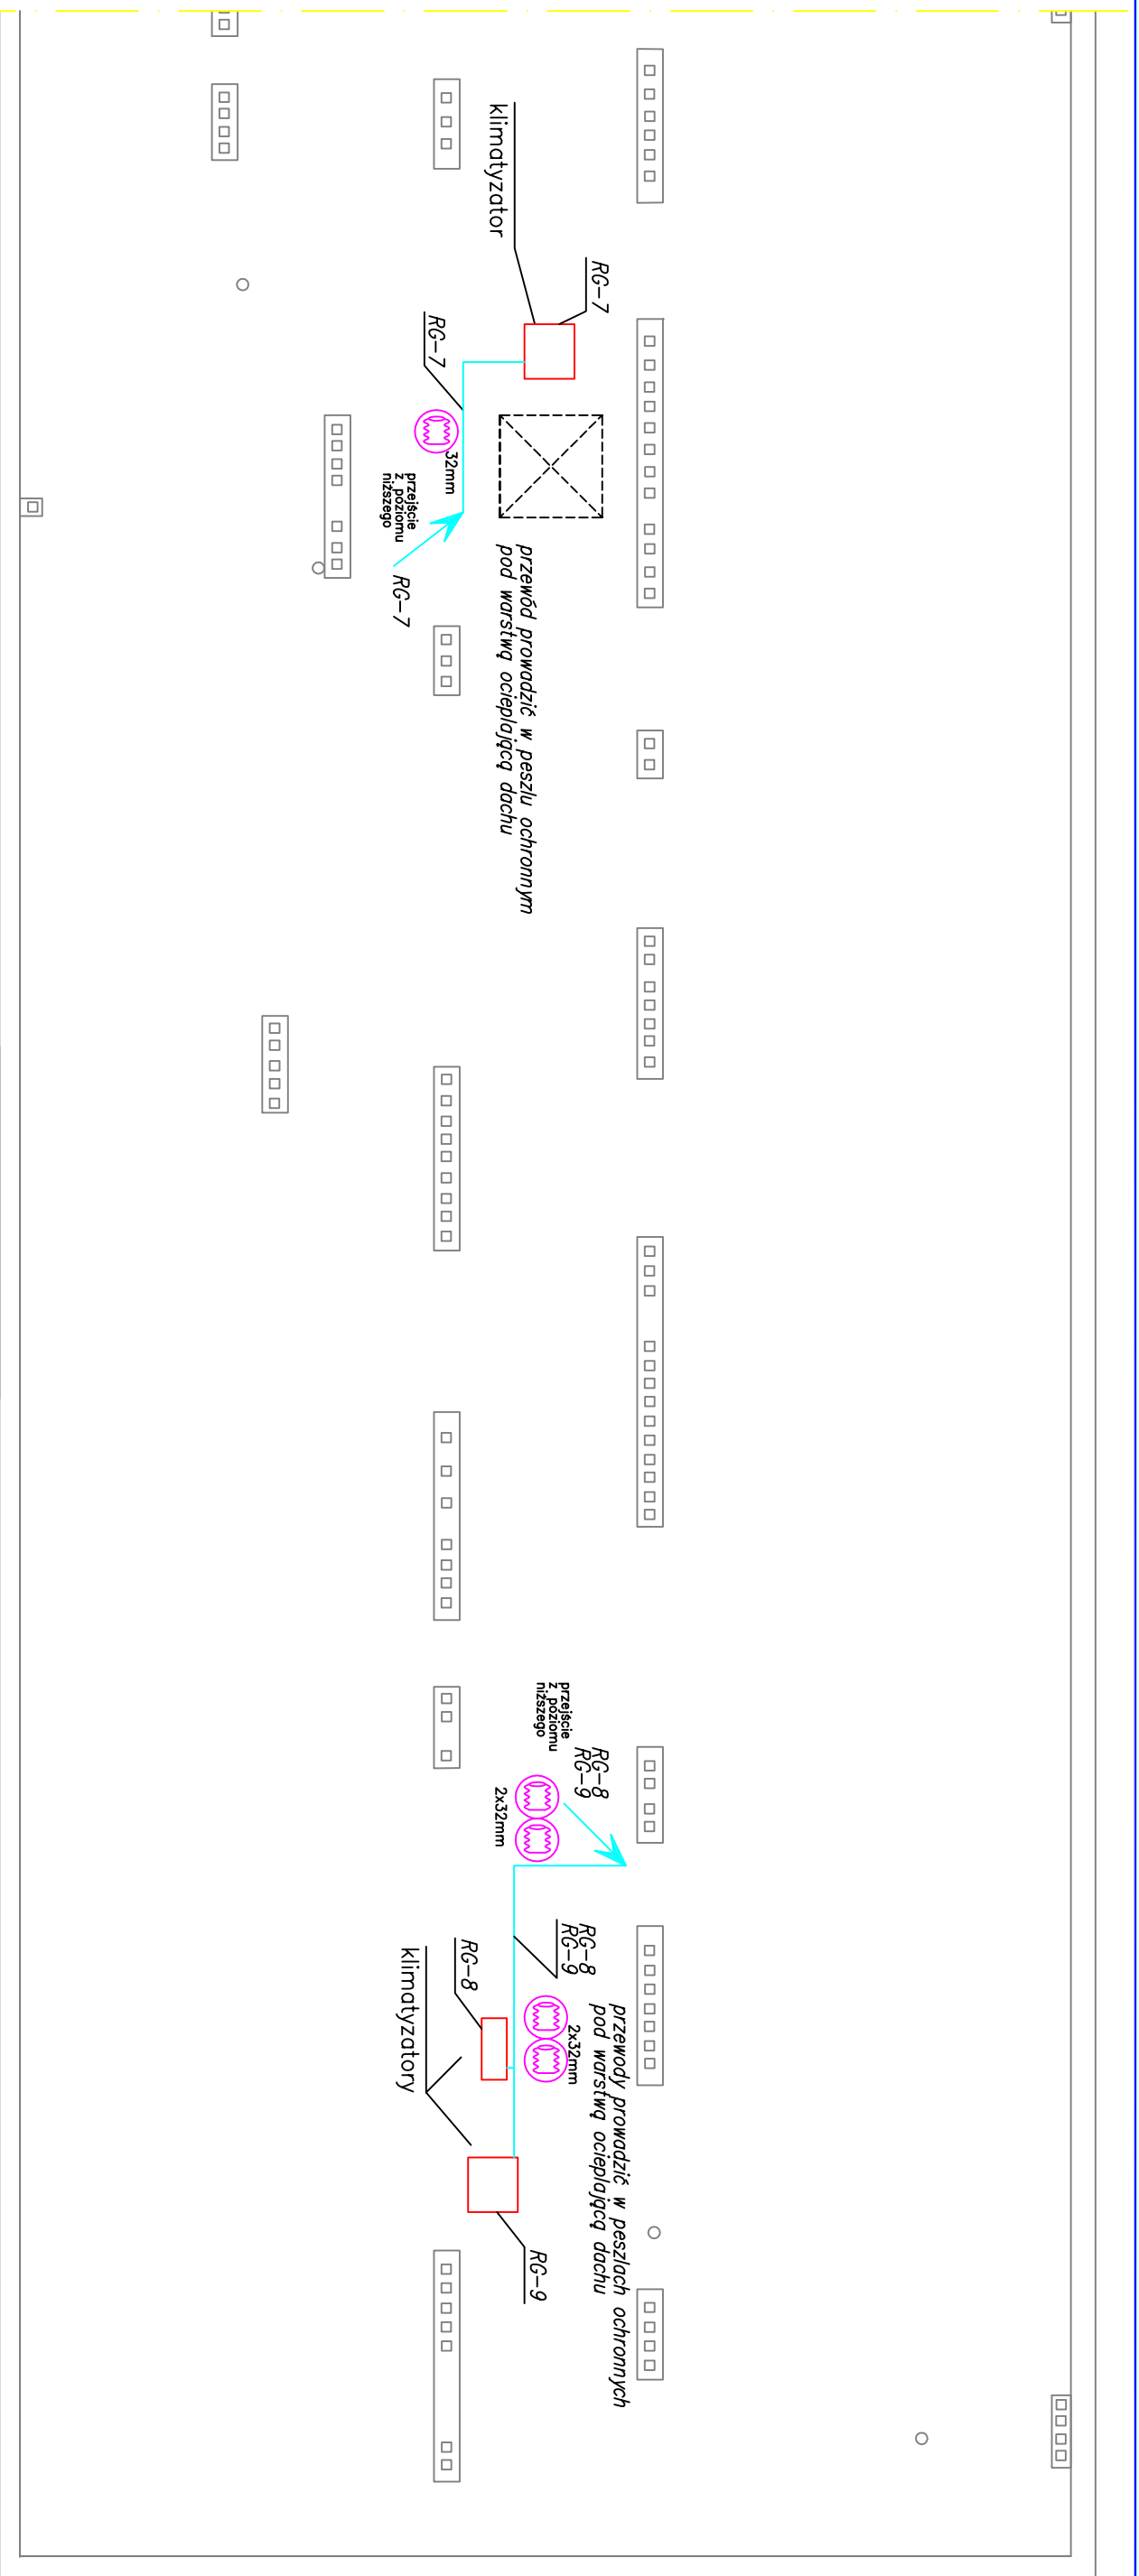 RG-7
klimatyzator
RG-7
32mm
przejście
z poziomu
niższego
RG-7
przewód prowadzić w peszlu ochronnym
pod warstwą ocieplającą dachu
przejście
z poziomu
niższego
RG-8
RG-9
2x32mm
RG-8
RG-9
2x32mm
przewody prowadzić w peszlach ochronnych
pod warstwą ocieplającą dachu
RG-8
klimatyzatory
RG-9